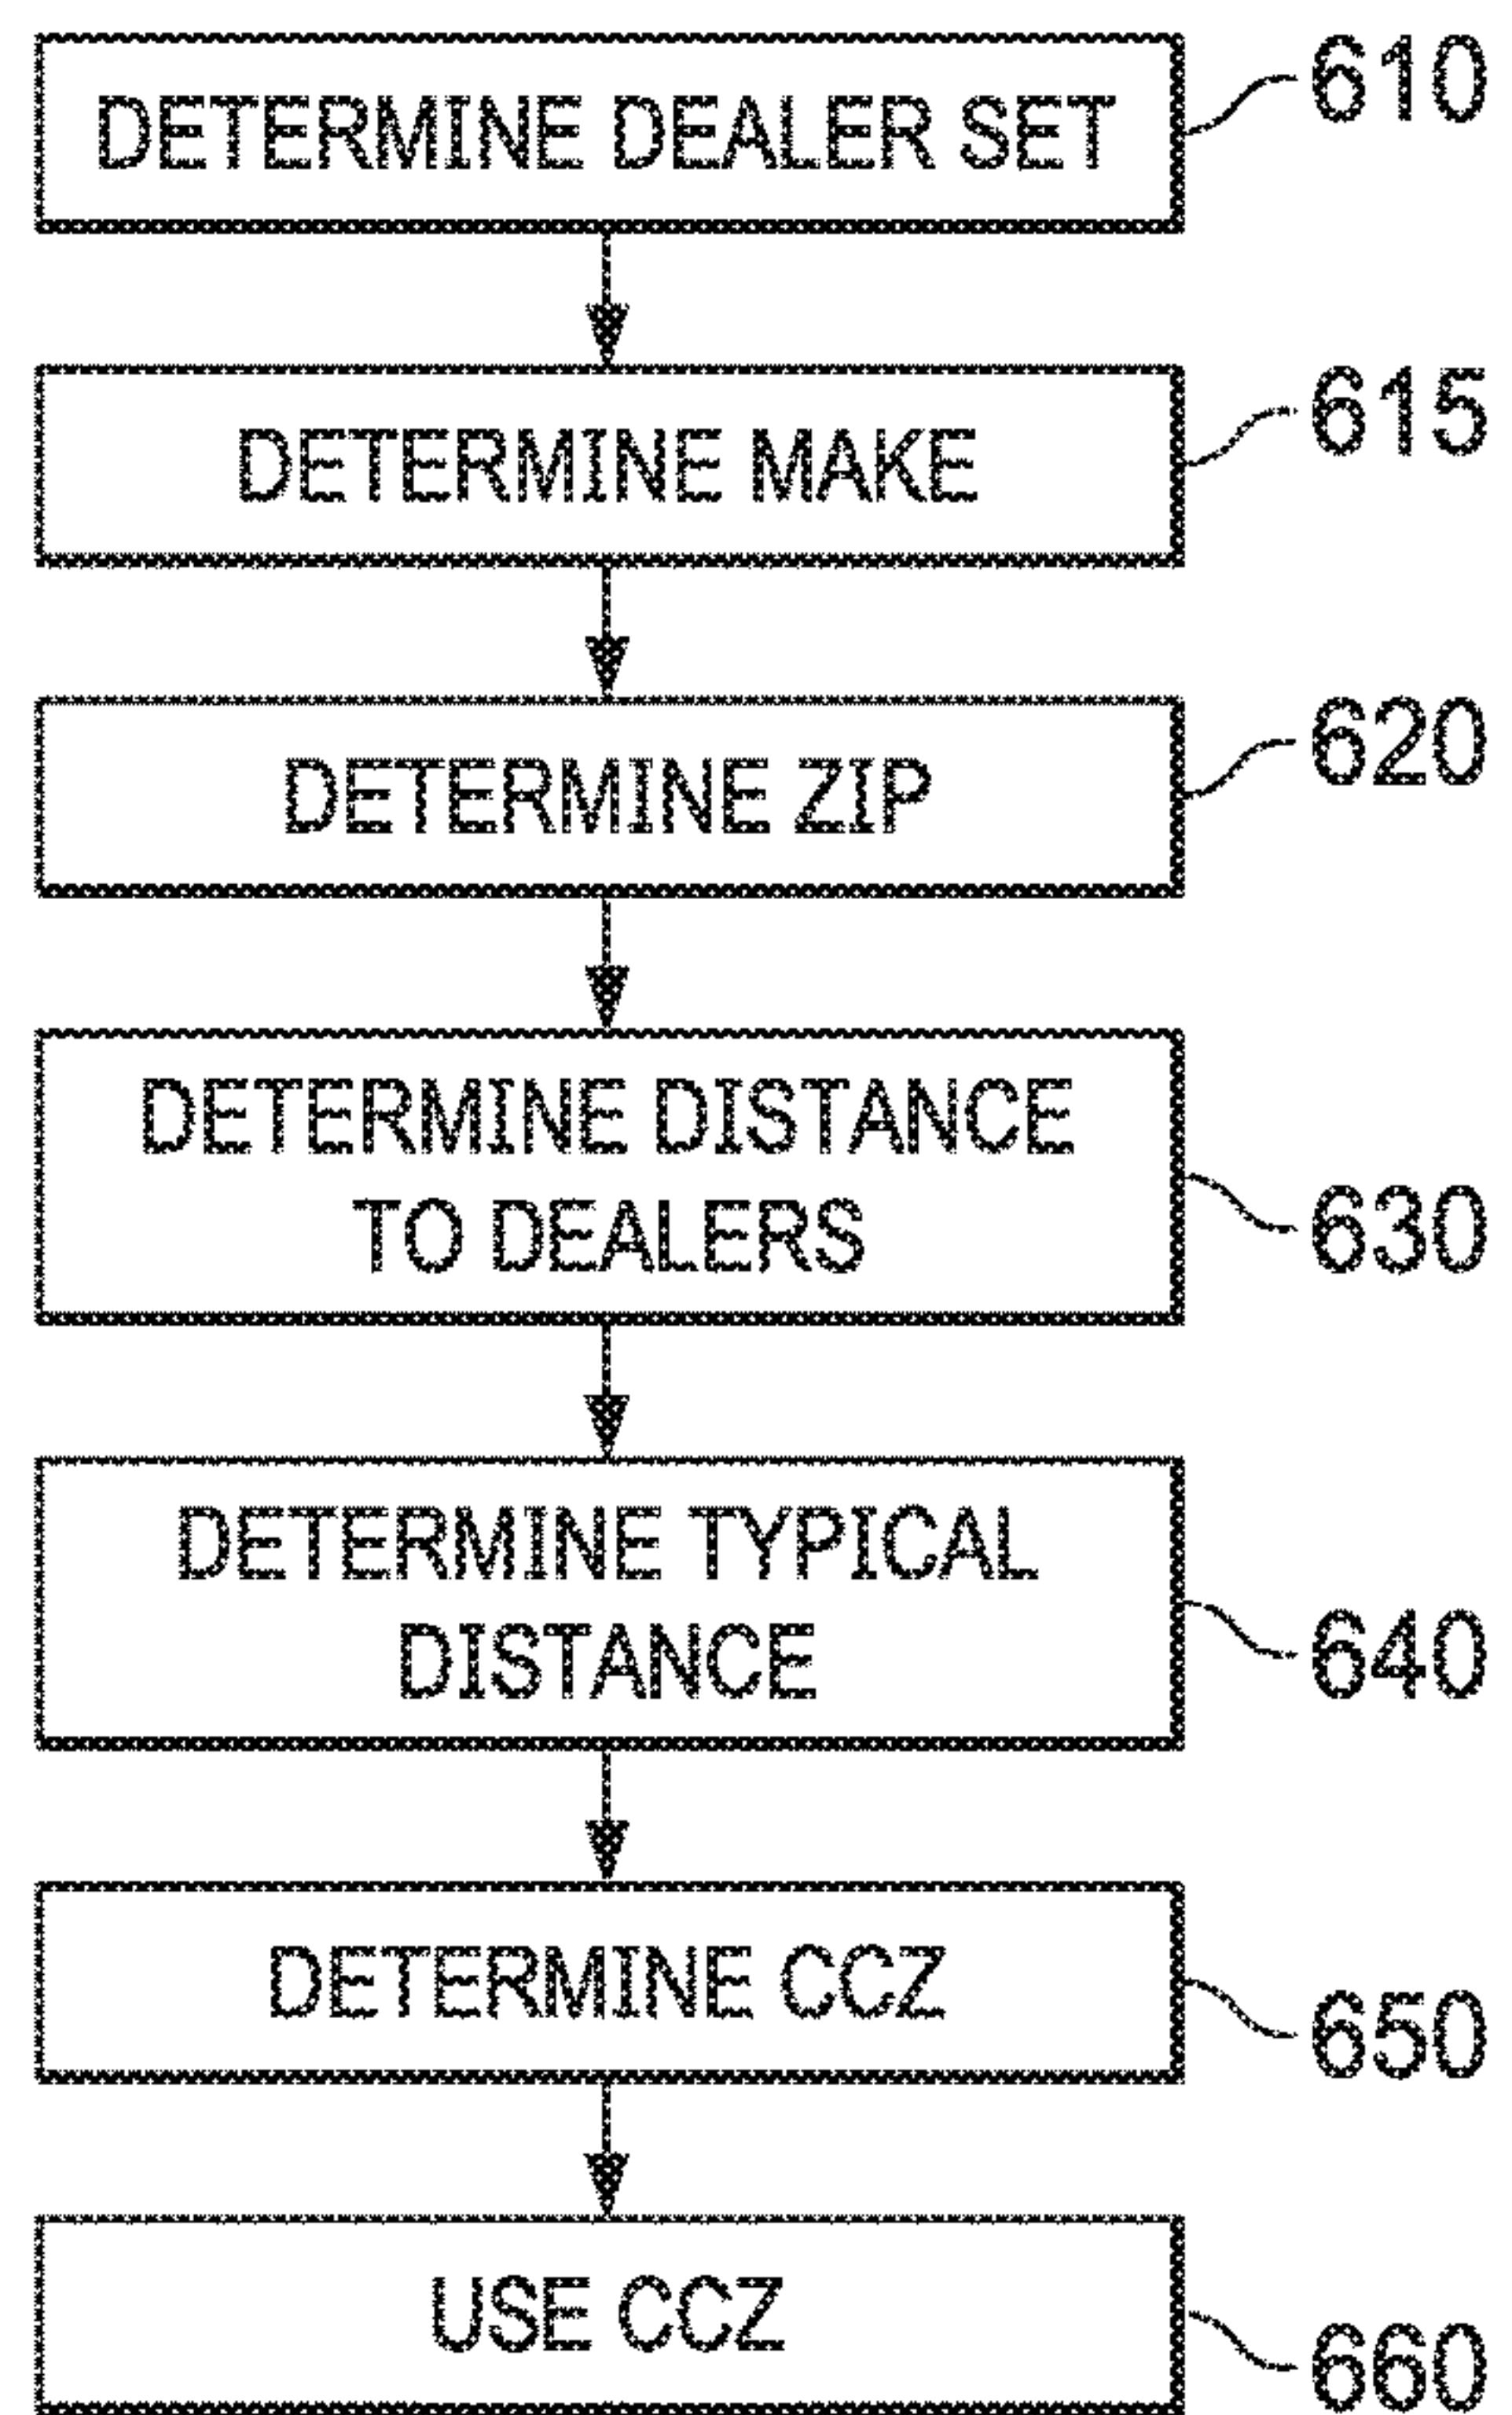 DETERMINE DEALER SET
610
DETERMINE MAKE
615
DETERMINE ZIP
620
DETERMINE DISTANCE
TO DEALERS
630
DETERMINE TYPICAL
DISTANCE
640
DETERMINE CCZ
650
USE CCZ
660